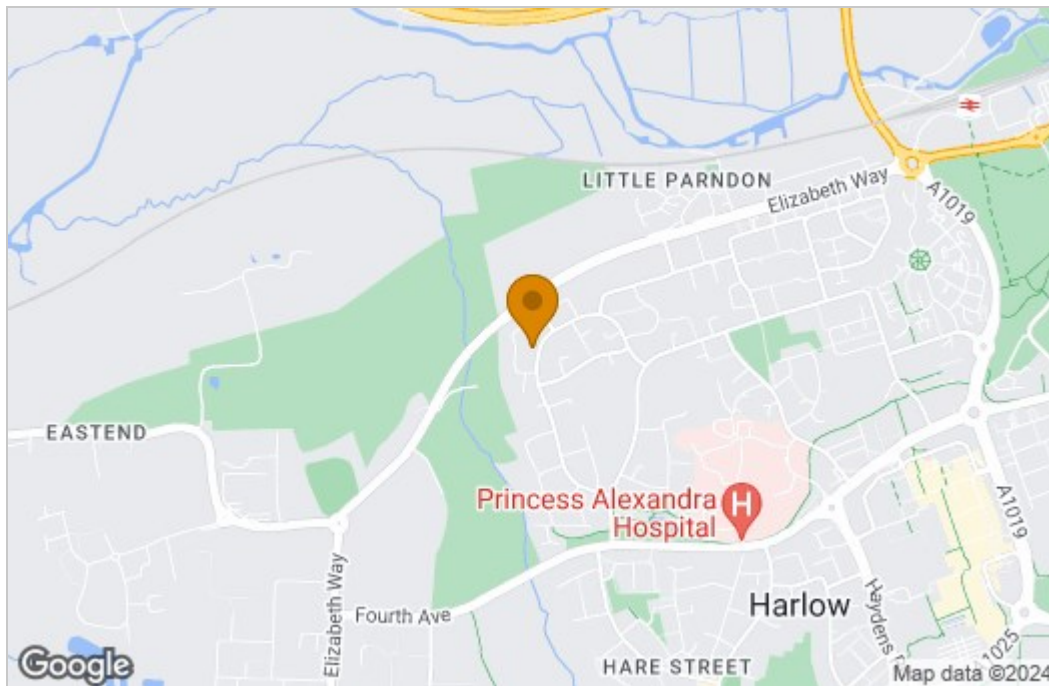 LITTLE PARNDON
Elizabeth Way
A1019
EASTEND
Princess Alexandra
Hospital
H
A1019
Elizabeth Way
Fourth Ave
Harlow
Haydens
A1025
HARE STREET
Google
Map data ©2024